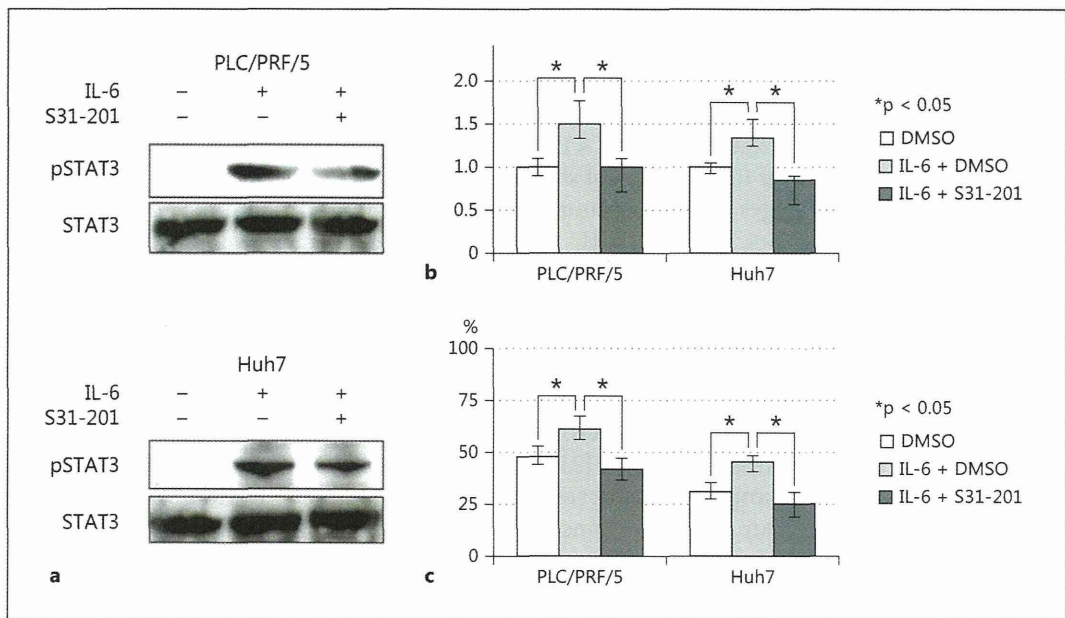 PLC/PRF/5
IL-6 – + +
S31-201 – – +
pSTAT3
STAT3
Huh7
IL-6 – + +
S31-201 – – +
pSTAT3
STAT3
a
2.0
1.5
1.0
0.5
0
* * * *
PLC/PRF/5 Huh7
b
*p < 0.05
DMSO
IL-6 + DMSO
IL-6 + S31-201
%
100
75
50
25
0
* * * *
PLC/PRF/5 Huh7
c
*p < 0.05
DMSO
IL-6 + DMSO
IL-6 + S31-201